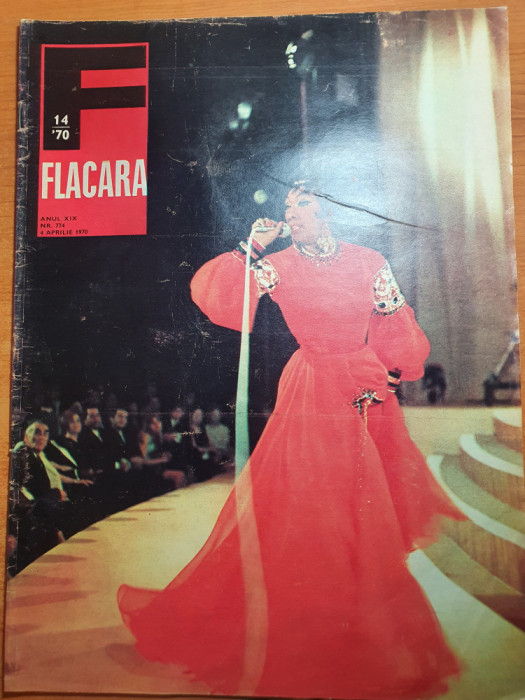 F
14
'70
FLACARA
ANUL XIX
NR. 774
4 APRILIE 1970